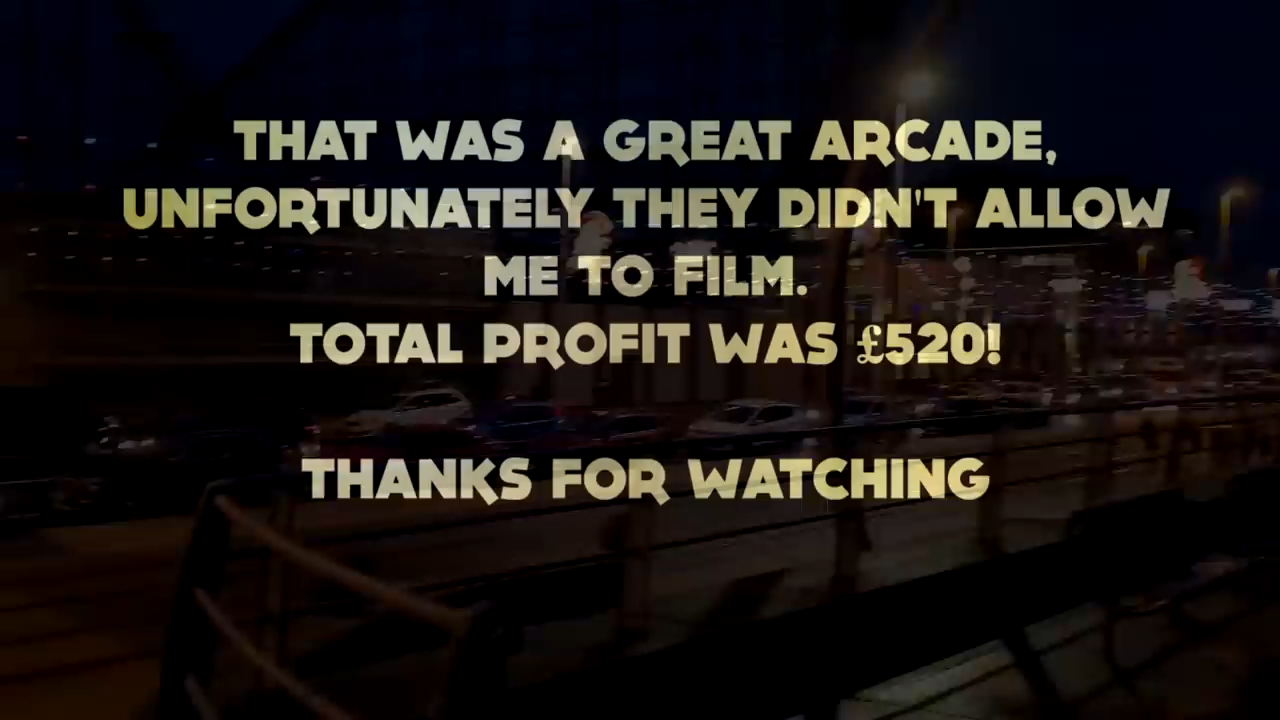 THAT WAS A GREAT ARCADE,
UNFORTUNATELY THEY DIDN'T ALLOW
ME TO FILM.
TOTAL PROFIT WAS £520!
THANKS FOR WATCHING